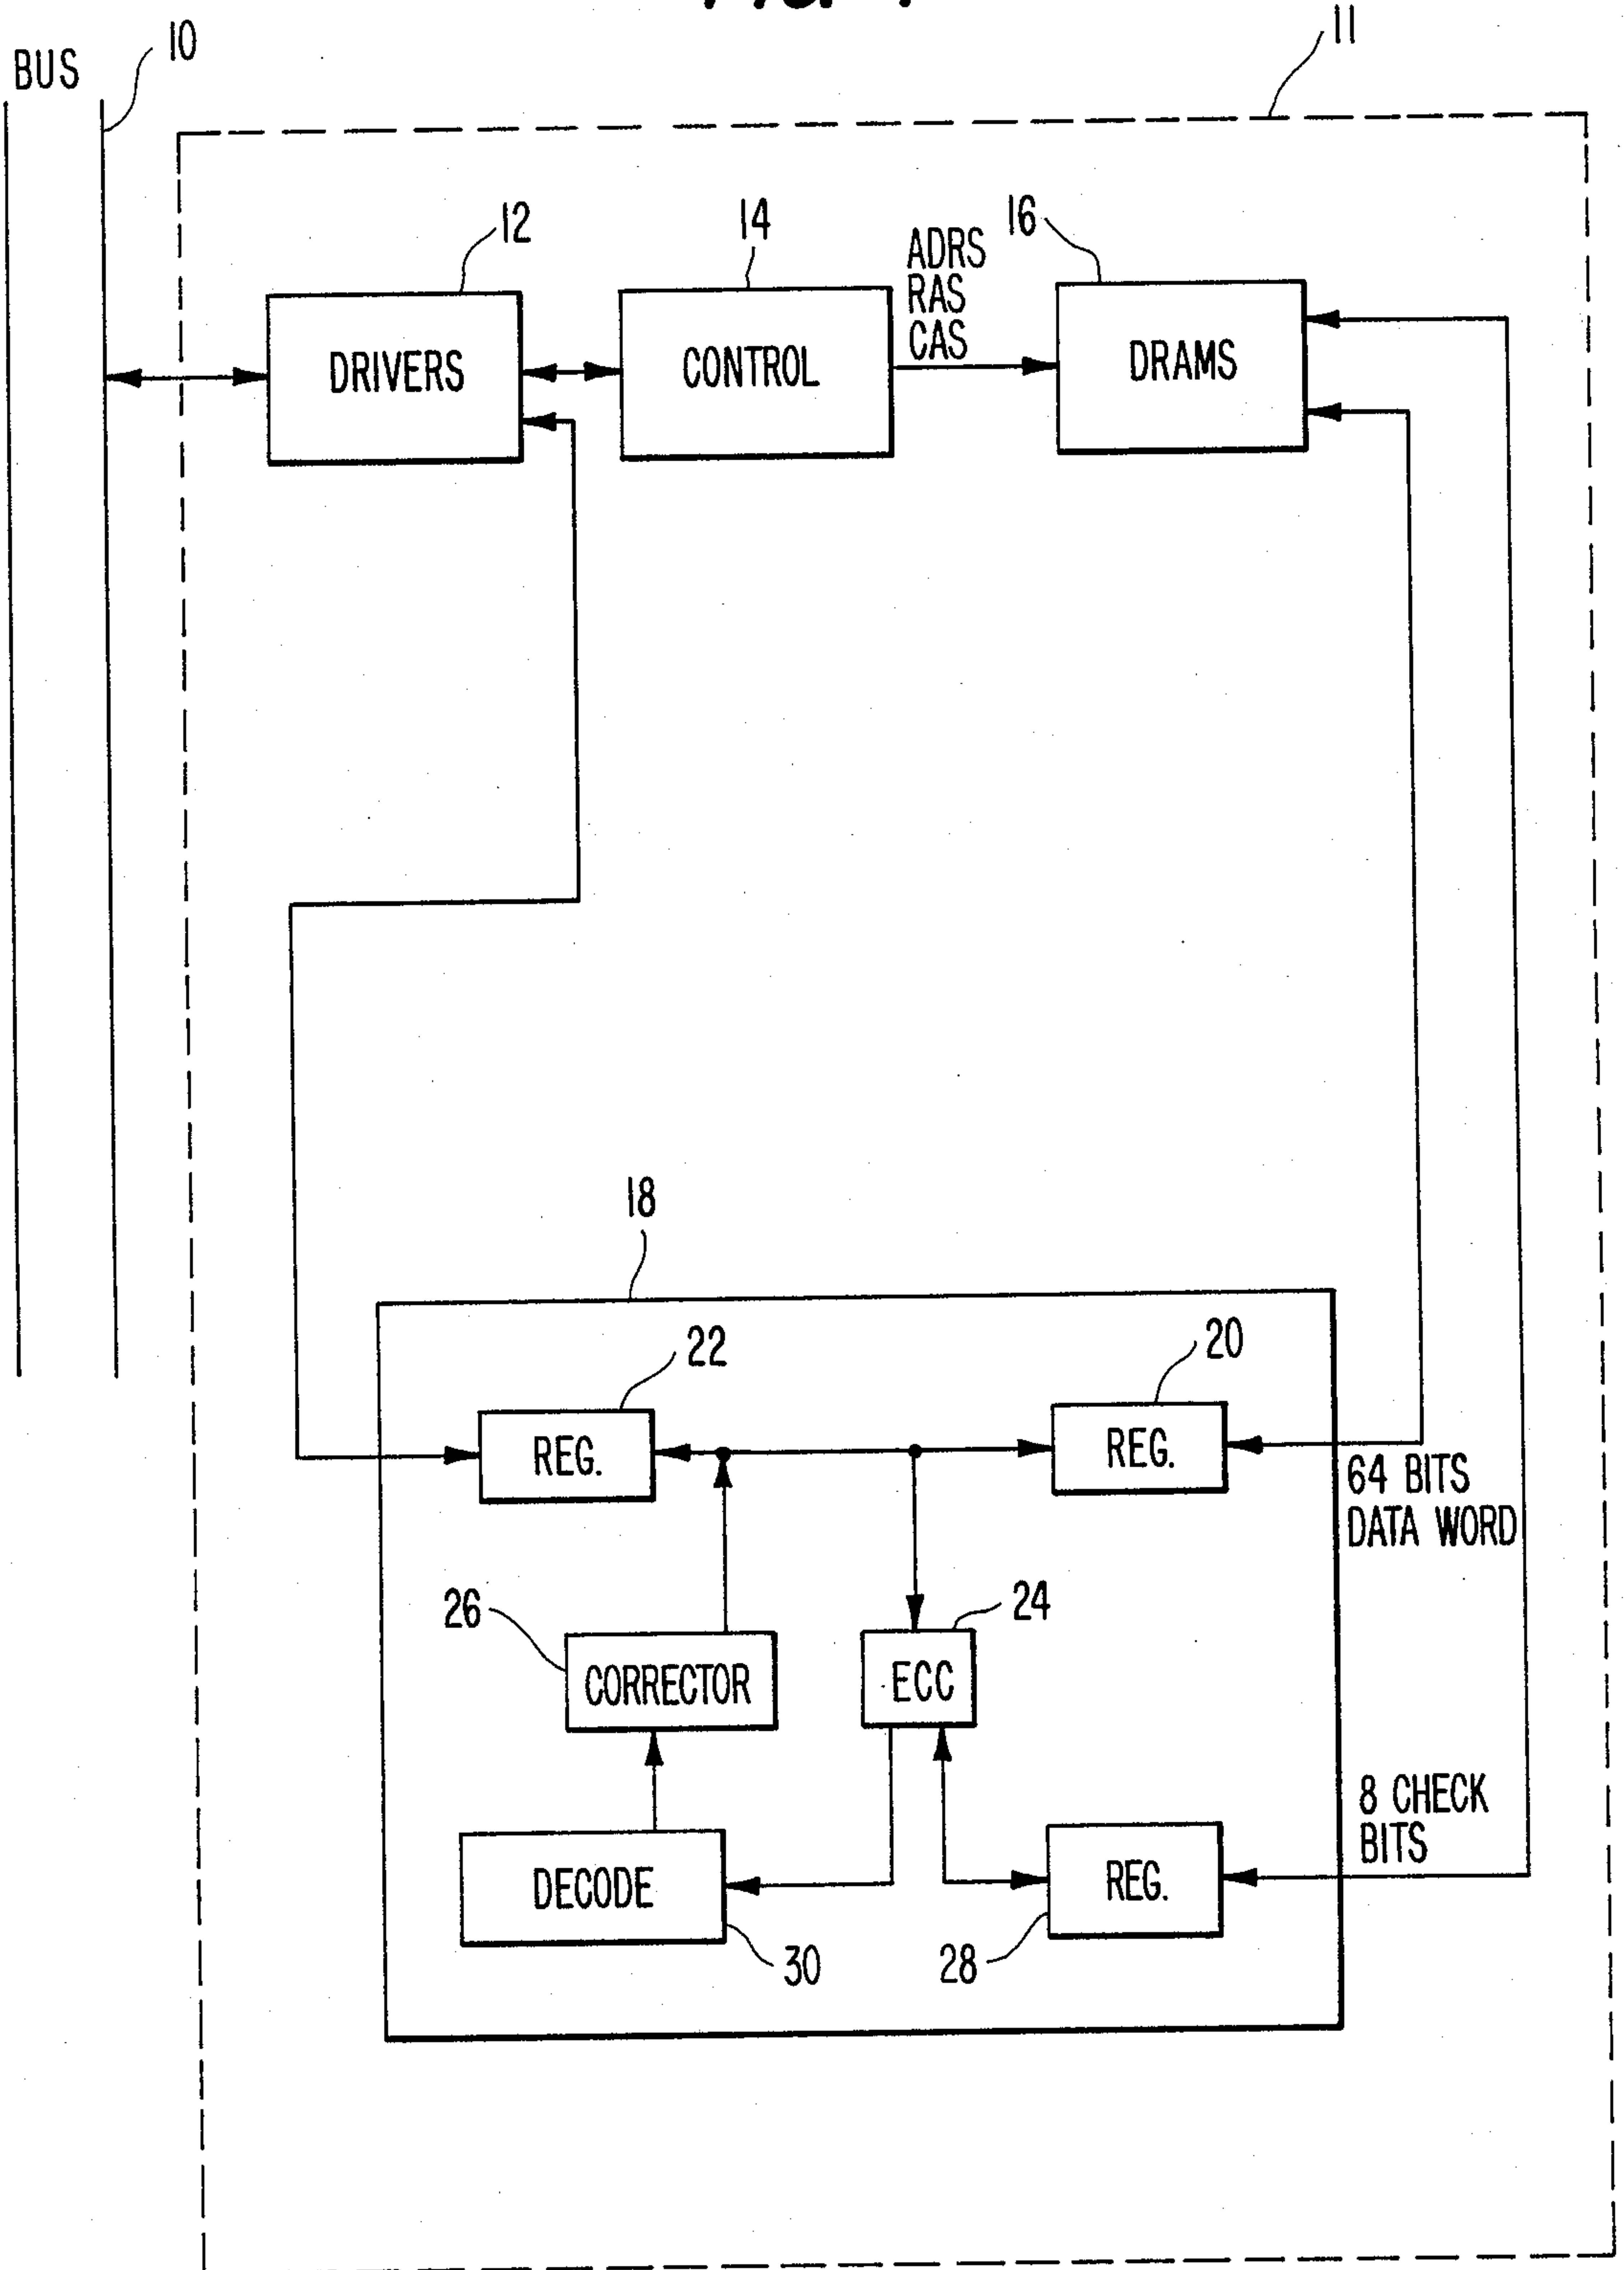 10
11
BUS
12
14
16
ADRS
RAS
CAS
DRIVERS
CONTROL
DRAMS
18
22
20
REG.
REG.
64 BITS
DATA WORD
26
24
CORRECTOR
ECC
8 CHECK
BITS
DECODE
REG.
30
28